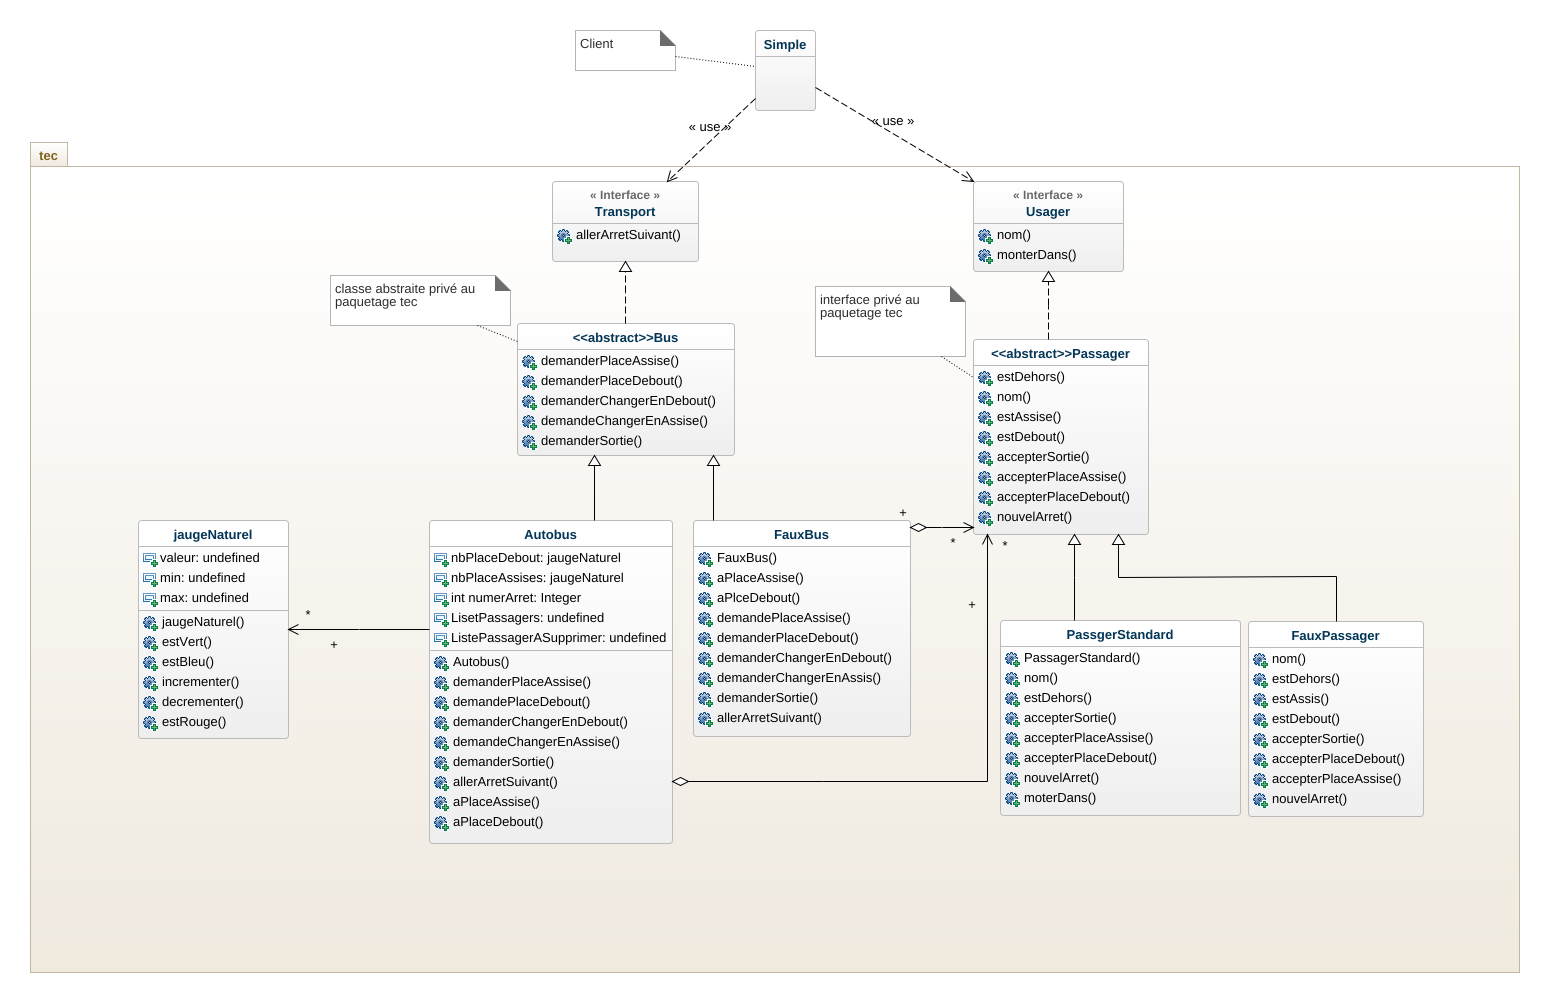 Client
Simple
« use »
« use »
tec
« Interface »
Transport
allerArretSuivant()
« Interface »
Usager
nom()
monterDans()
classe abstraite privé au
paquetage tec
interface privé au
paquetage tec
<<abstract>>Bus
demanderPlaceAssise()
demanderPlaceDebout()
demanderChangerEnDebout()
demandeChangerEnAssise()
demanderSortie()
<<abstract>>Passager
estDehors()
nom()
estAssise()
estDebout()
accepterSortie()
accepterPlaceAssise()
accepterPlaceDebout()
nouvelArret()
jaugeNaturel
valeur: undefined
min: undefined
max: undefined
jaugeNaturel()
estVert()
estBleu()
incrementer()
decrementer()
estRouge()
*
+
Autobus
nbPlaceDebout: jaugeNaturel
nbPlaceAssises: jaugeNaturel
int numerArret: Integer
LisetPassagers: undefined
ListePassagerASupprimer: undefined
Autobus()
demanderPlaceAssise()
demandePlaceDebout()
demanderChangerEnDebout()
demandeChangerEnAssise()
demanderSortie()
allerArretSuivant()
aPlaceAssise()
aPlaceDebout()
FauxBus
FauxBus()
aPlaceAssise()
aPlceDebout()
demandePlaceAssise()
demanderPlaceDebout()
demanderChangerEnDebout()
demanderChangerEnAssis()
demanderSortie()
allerArretSuivant()
+
*
*
+
PassgerStandard
PassagerStandard()
nom()
estDehors()
accepterSortie()
accepterPlaceAssise()
accepterPlaceDebout()
nouvelArret()
moterDans()
FauxPassager
nom()
estDehors()
estAssis()
estDebout()
accepterSortie()
accepterPlaceDebout()
accepterPlaceAssise()
nouvelArret()